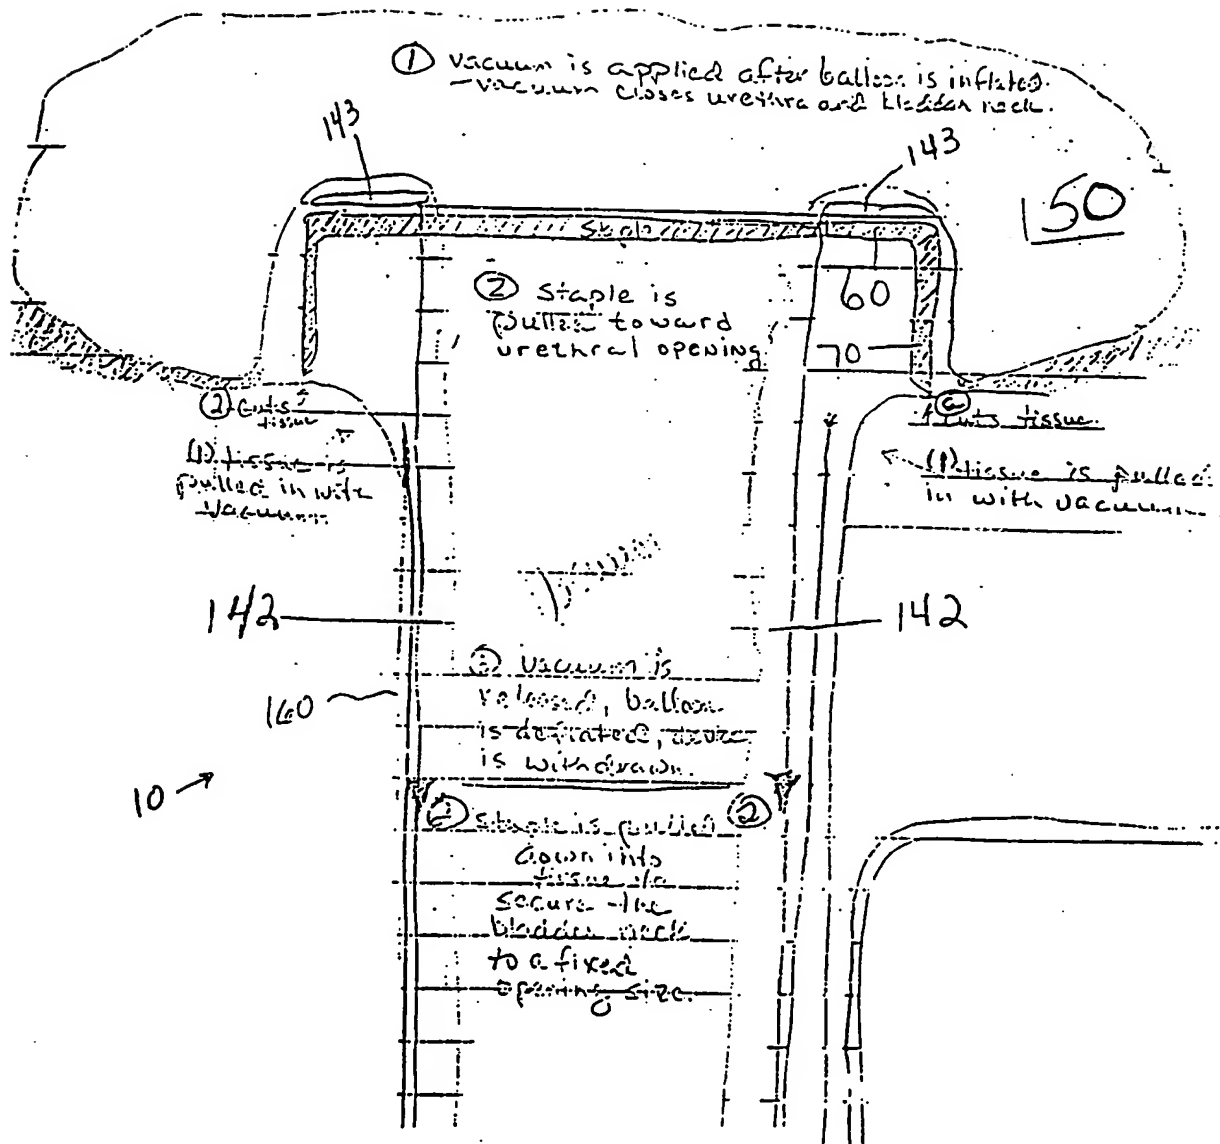 ① Vacuum is applied after balloon is inflated.
- vacuum closes urethra and bladder neck.
143
143
150
Staple
② Staple is
pulled toward
urethral opening
60
70
② Cuts
tissue
② Cuts tissue.
(1) tissue is
pulled in with
vacuum
(1) tissue is pulled
in with vacuum
142
142
③ Vacuum is
released, balloon
is deflated, device
is withdrawn.
160
10
② Staple is pulled ②
down into
tissue to
secure the
bladder neck
to a fixed
opening size.